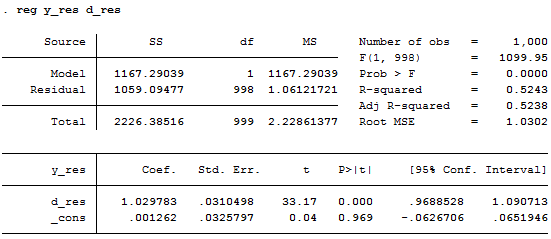 . reg y_res d_res
Source SS df MS Number of obs = 1,000
F(1, 998) = 1099.95
Model 1167.29039 1 1167.29039 Prob > F = 0.0000
Residual 1059.09477 998 1.06121721 R-squared = 0.5243
Adj R-squared = 0.5238
Total 2226.38516 999 2.22861377 Root MSE = 1.0302
y_res Coef. Std. Err. t P>|t| [95% Conf. Interval]
d_res 1.029783 .0310498 33.17 0.000 .9688528 1.090713
_cons .001262 .0325797 0.04 0.969 -.0626706 .0651946